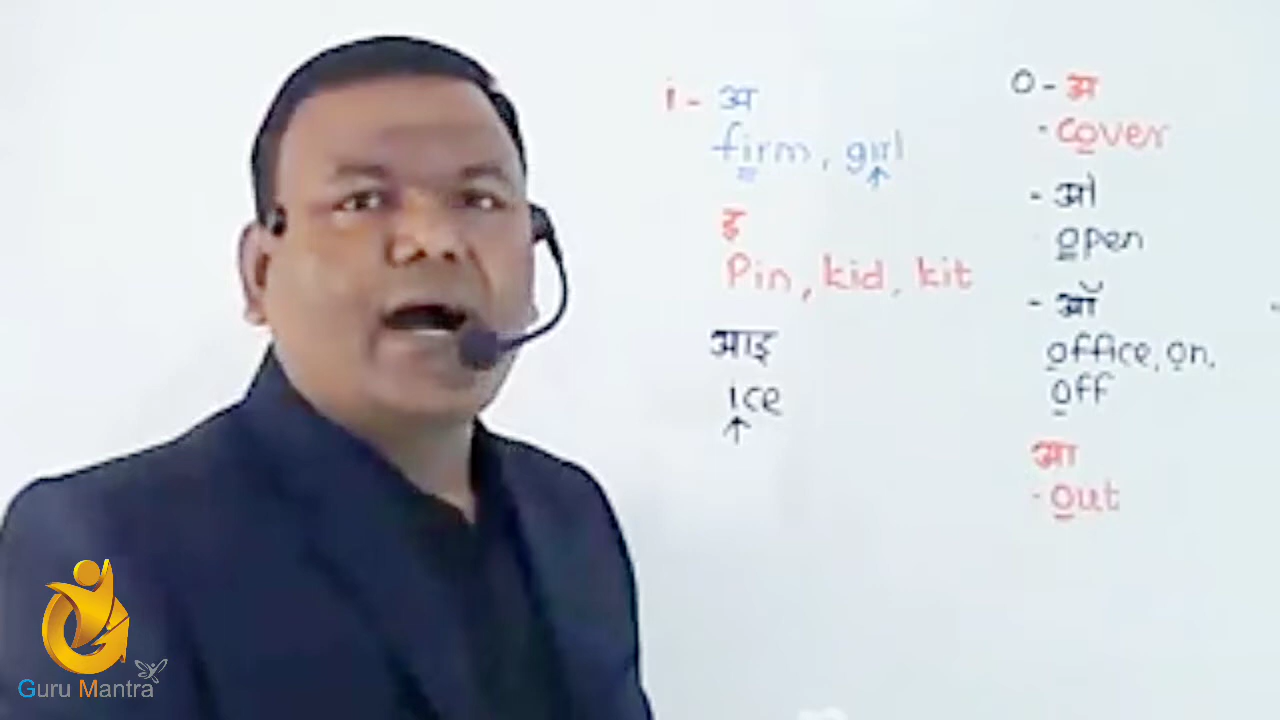 i - अ
firm, girl
इ
Pin, kid, kit
आइ
ice
O - अ
- cover
- ओ
open
- ऑ
office, on,
off
आ
- out
Guru Mantra